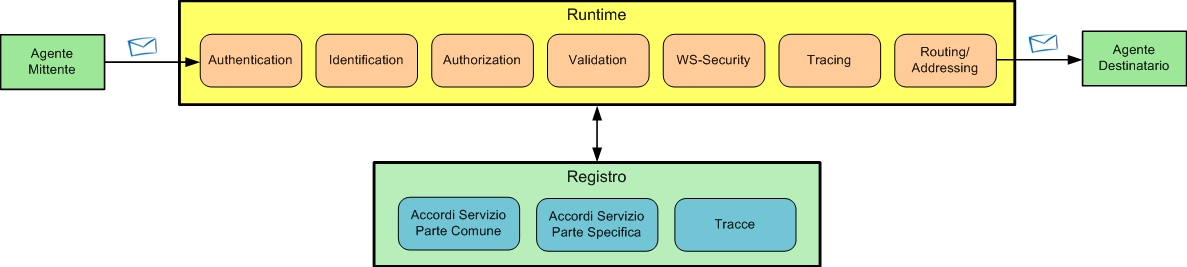 Runtime
Agente
Mittente
Authentication
Identification
Authorization
Validation
WS-Security
Tracing
Routing/
Addressing
Agente
Destinatario
Registro
Accordi Servizio
Parte Comune
Accordi Servizio
Parte Specifica
Tracce